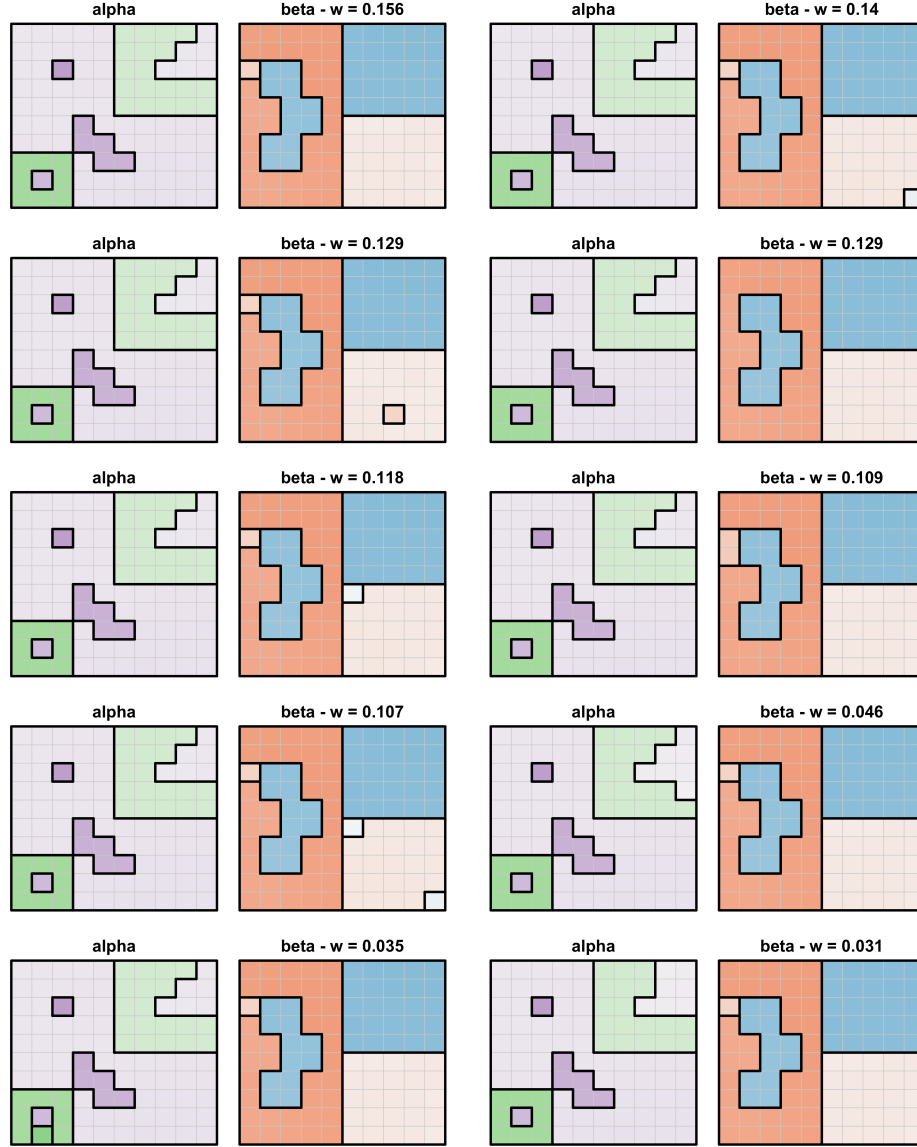 alpha beta - w = 0.156 alpha beta - w = 0.14
alpha beta - w = 0.129 alpha beta - w = 0.129
alpha beta - w = 0.118 alpha beta - w = 0.109
alpha beta - w = 0.107 alpha beta - w = 0.046
alpha beta - w = 0.035 alpha beta - w = 0.031